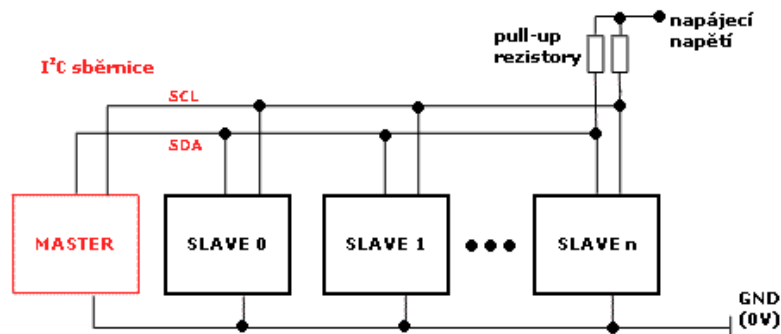 napájecí
napětí
pull-up
rezistory
I²C sběrnice
SCL
SDA
MASTER
SLAVE 0
SLAVE 1
SLAVE n
GND
(0V)